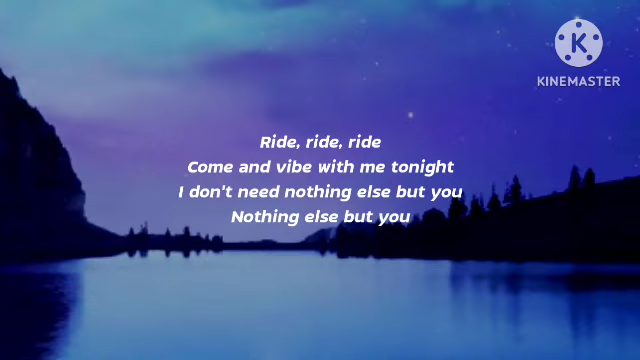 KINEMASTER
Ride, ride, ride
Come and vibe with me tonight
I don't need nothing else but you
Nothing else but you